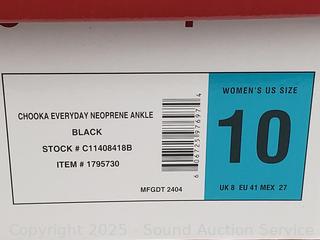 CHOOKA EVERYDAY NEOPRENE ANKLE
BLACK
STOCK # C11408418B
ITEM # 1795730
MFGDT 2404
WOMEN'S US SIZE
10
UK 8 EU 41 MEX 27
Copyright 2025 - Sound Auction Service